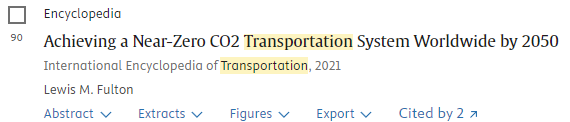 Encyclopedia
90
Achieving a Near-Zero CO2 Transportation System Worldwide by 2050
International Encyclopedia of Transportation, 2021
Lewis M. Fulton
Abstract Extracts Figures Export Cited by 2 ↗